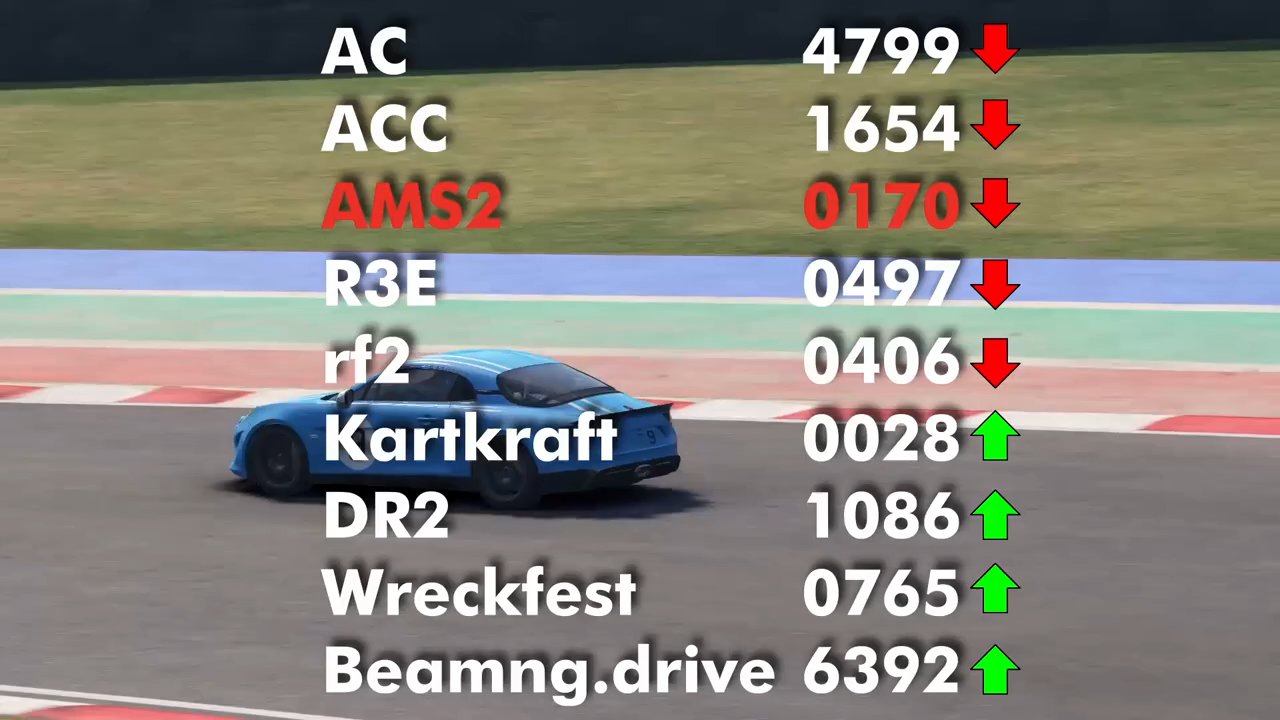 AC 4799
ACC 1654
AMS2 0170
R3E 0497
rf2 0406
Kartkraft 0028
DR2 1086
Wreckfest 0765
Beamng.drive 6392
9